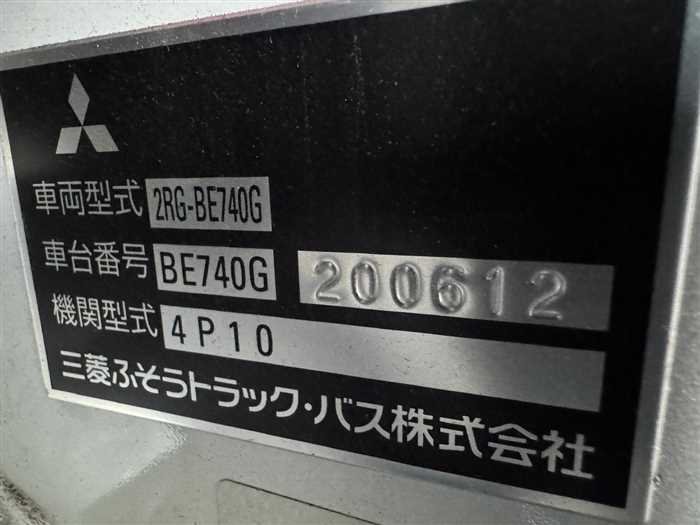 車両型式 2RG-BE740G
車台番号 BE740G 200612
機関型式 4P10
三菱ふそうトラック・バス株式会社